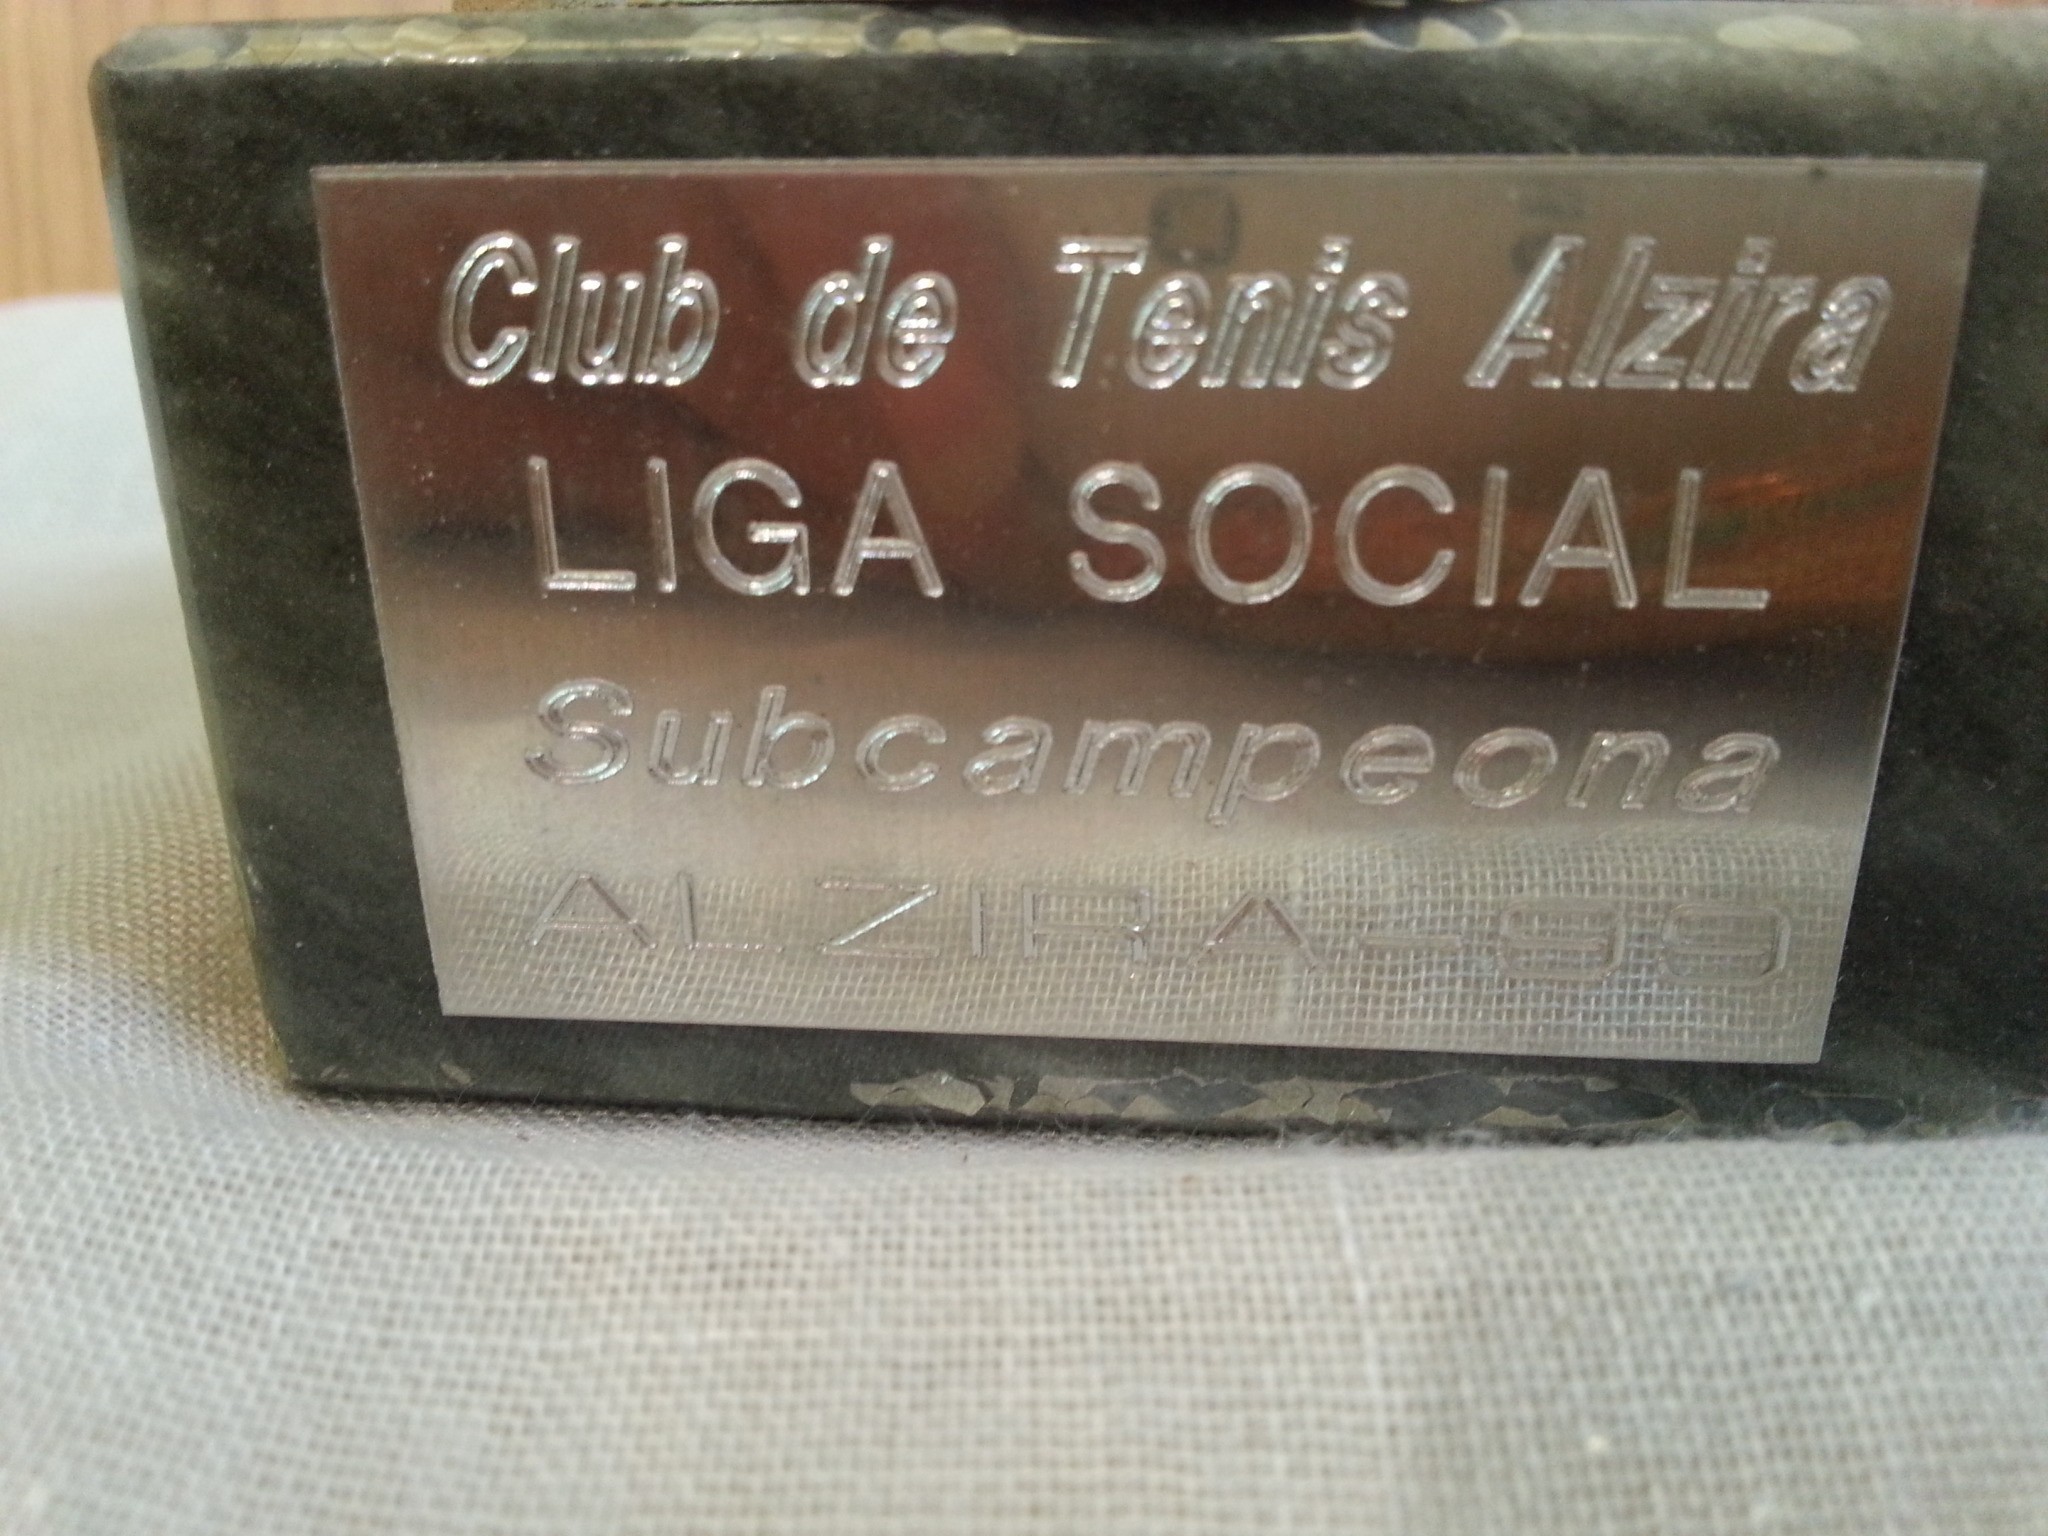 Club de Tenis Alzira
LIGA SOCIAL
Subcampeona
ALZIRA-99